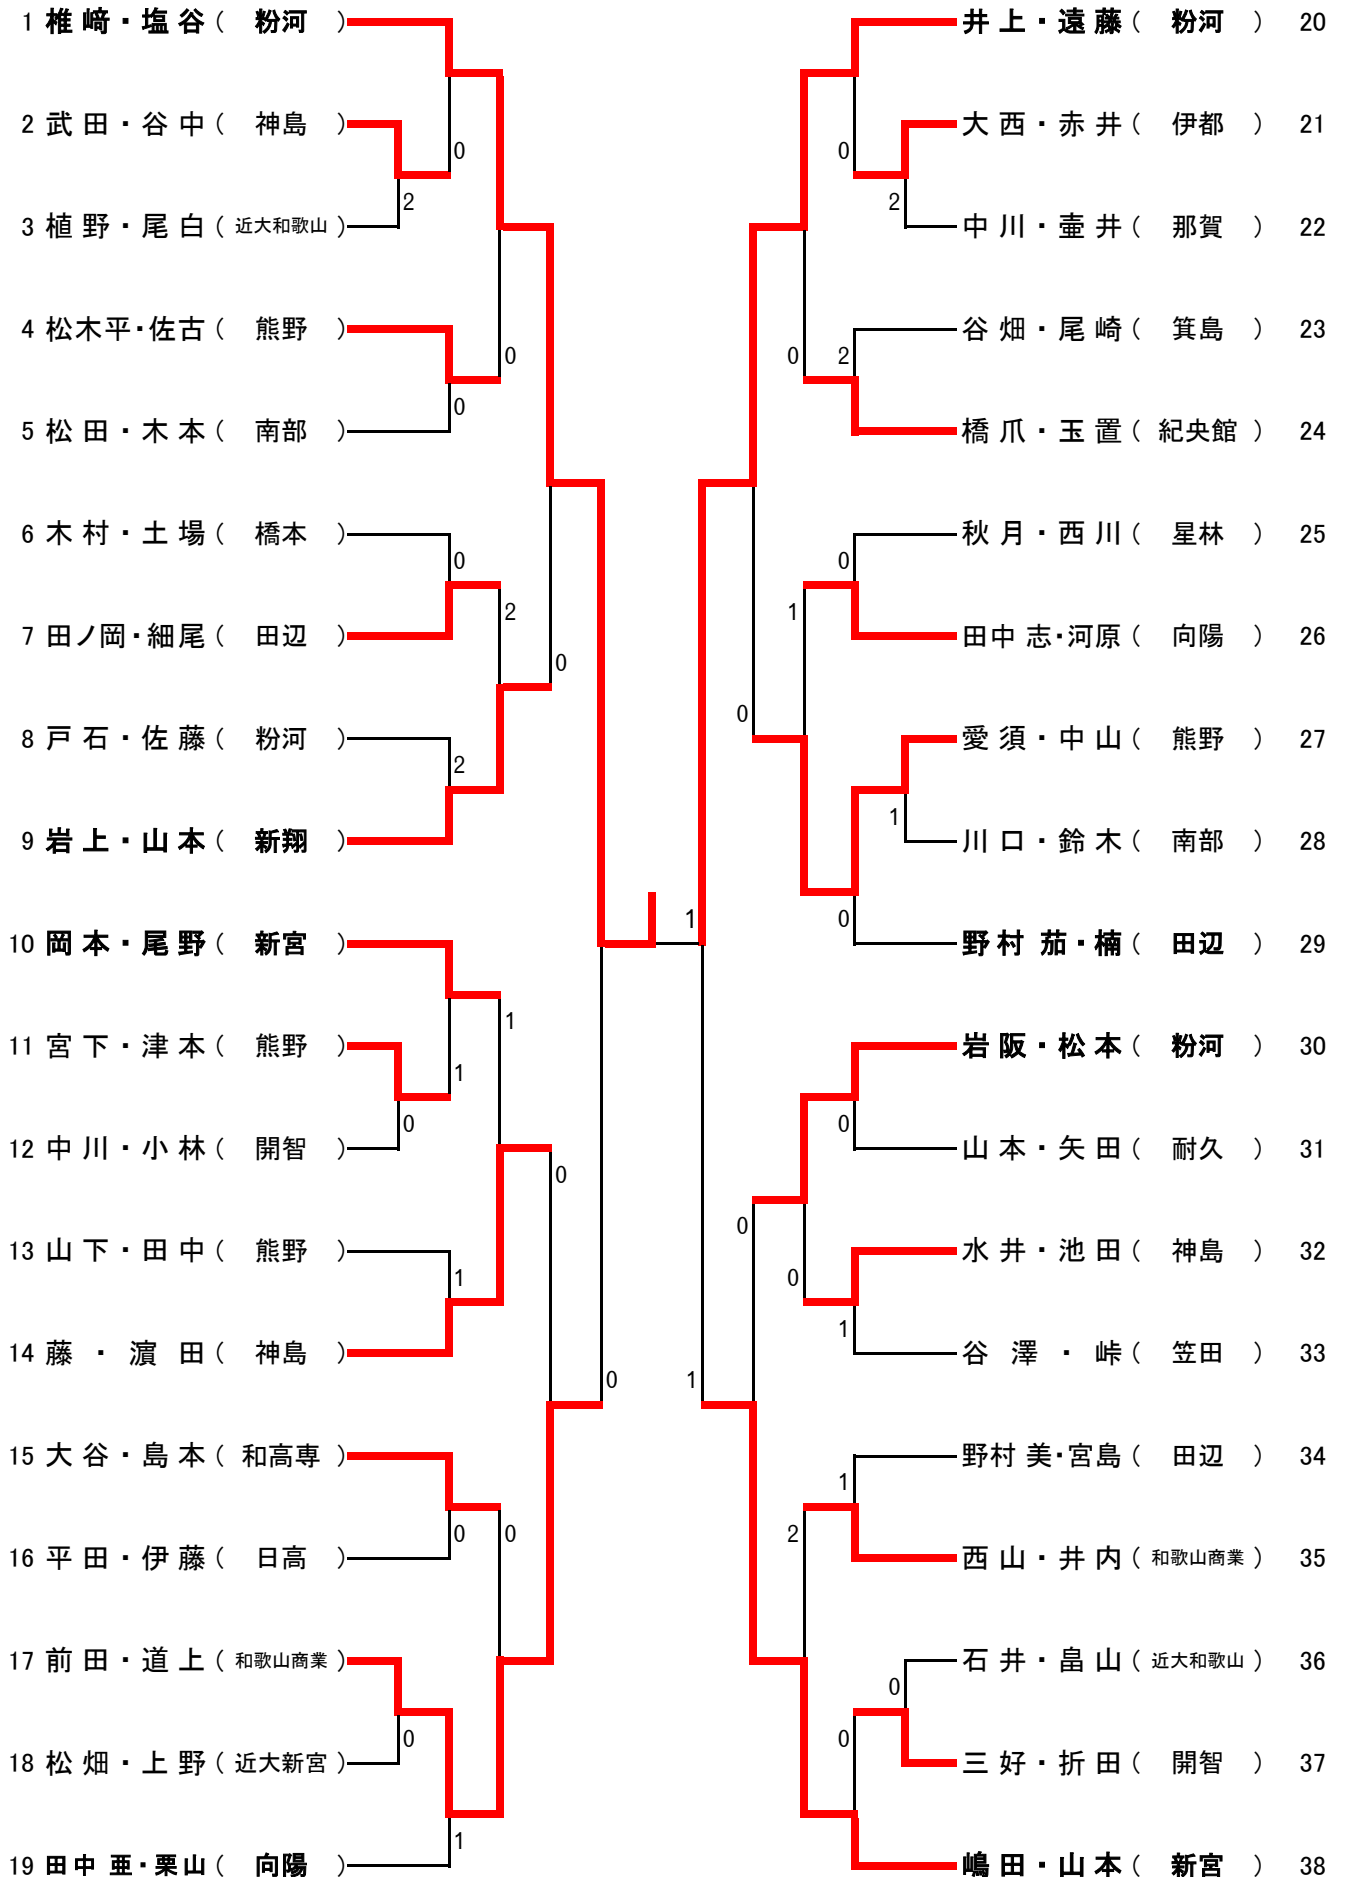 1 椎﨑・塩谷 ( 粉河 )
2 武田・谷中 ( 神島 )
0
2
3 植野・尾白 ( 近大和歌山 )
4 松木平・佐古 ( 熊野 )
0
0
5 松田・木本 ( 南部 )
6 木村・土場 ( 橋本 )
0
2
7 田ノ岡・細尾 ( 田辺 )
0
8 戸石・佐藤 ( 粉河 )
2
9 岩上・山本 ( 新翔 )
10 岡本・尾野 ( 新宮 )
1
11 宮下・津本 ( 熊野 )
1
0
12 中川・小林 ( 開智 )
0
13 山下・田中 ( 熊野 )
1
14 藤・濵田 ( 神島 )
0
15 大谷・島本 ( 和高専 )
0 0
16 平田・伊藤 ( 日高 )
17 前田・道上 ( 和歌山商業 )
0
18 松畑・上野 ( 近大新宮 )
1
19 田中 亜・栗山 ( 向陽 )
井上・遠藤 ( 粉河 ) 20
大西・赤井 ( 伊都 ) 21
0
2
中川・壷井 ( 那賀 ) 22
谷畑・尾崎 ( 箕島 ) 23
0 2
橋爪・玉置 ( 紀央館 ) 24
秋月・西川 ( 星林 ) 25
0
1
田中 志・河原 ( 向陽 ) 26
0
愛須・中山 ( 熊野 ) 27
1
川口・鈴木 ( 南部 ) 28
0
1
野村 茄・楠 ( 田辺 ) 29
岩阪・松本 ( 粉河 ) 30
0
山本・矢田 ( 耐久 ) 31
0
水井・池田 ( 神島 ) 32
0
1
谷澤・峠 ( 笠田 ) 33
1
野村 美・宮島 ( 田辺 ) 34
1
2
西山・井内 ( 和歌山商業 ) 35
石井・畠山 ( 近大和歌山 ) 36
0
0
三好・折田 ( 開智 ) 37
嶋田・山本 ( 新宮 ) 38